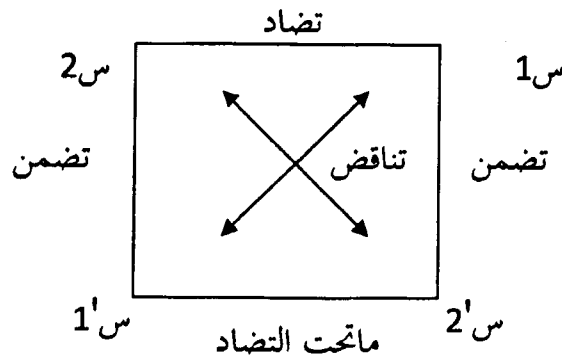 تضاد
س1
س2
تضمن
تناقض
تضمن
س'2
س'1
ماتحت التضاد